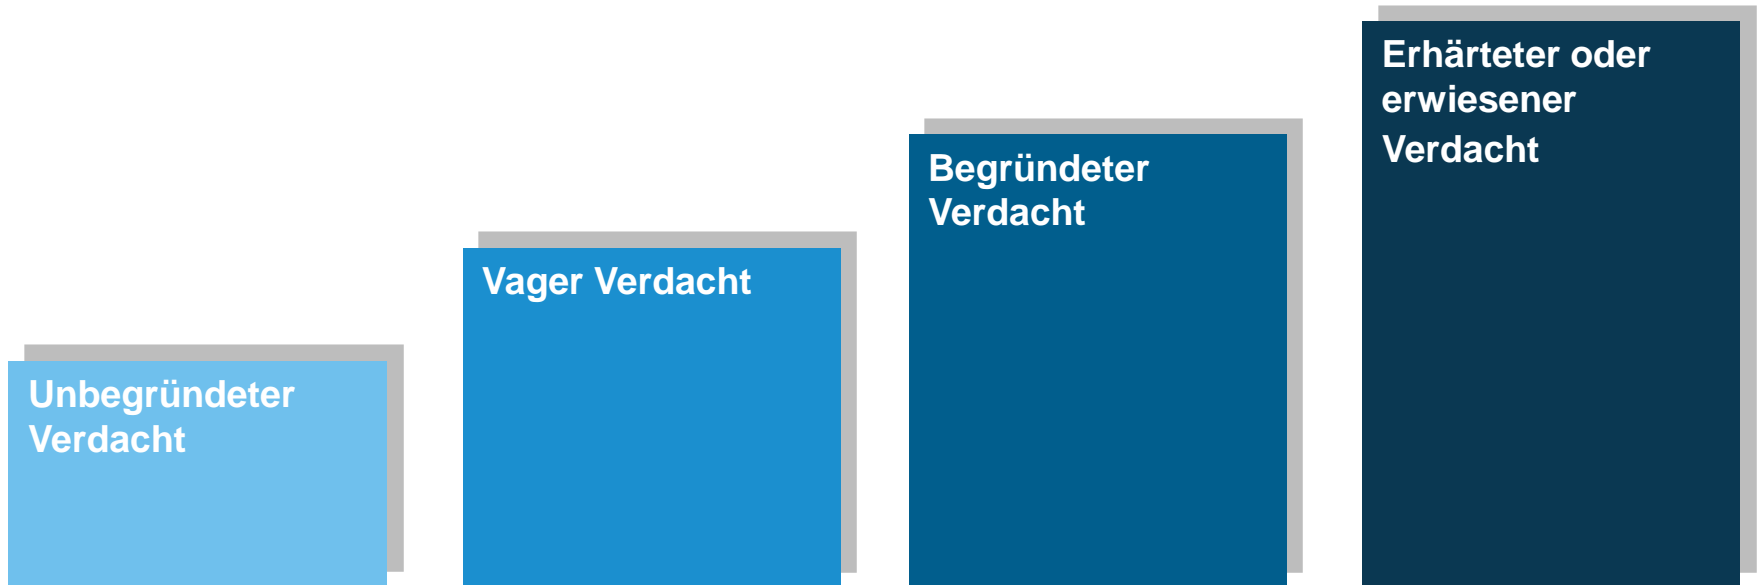 Unbegründeter
Verdacht
Vager Verdacht
Begründeter
Verdacht
Erhärteter oder
erwiesener
Verdacht